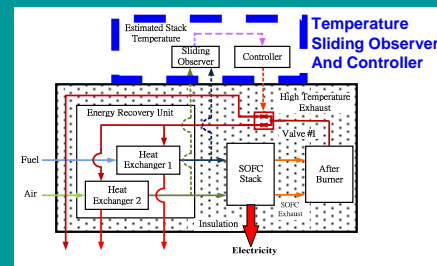 Temperature
Sliding Observer
And Controller
Estimated Stack
Temperature
Sliding
Observer
Controller
High Temperature
Exhaust
Energy Recovery Unit
Valve #1
Fuel
Heat
Exchanger 1
SOFC
Stack
After
Burner
Air
Heat
Exchanger 2
SOFC
Exhaust
Insulation
Electricity